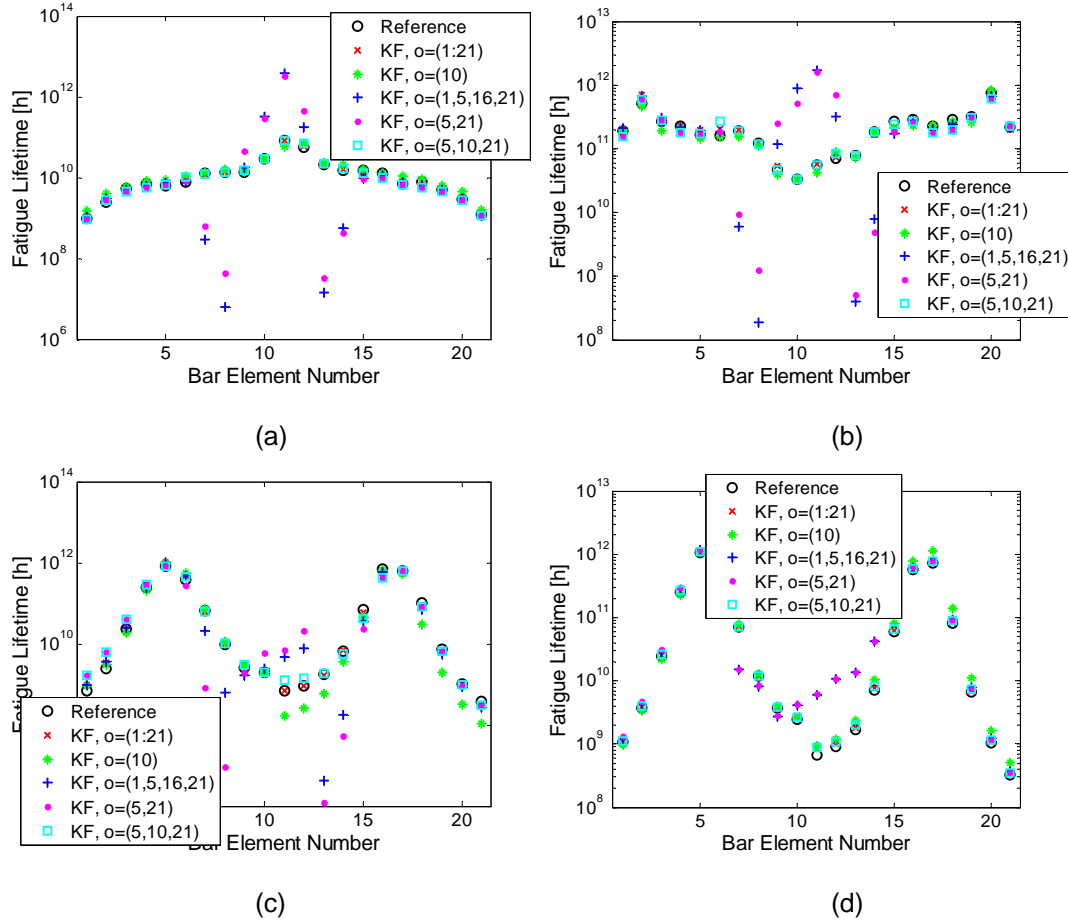 10^14
10^12
10^10
10^8
10^6
Fatigue Lifetime [h]
Reference
KF, o=(1:21)
KF, o=(10)
KF, o=(1,5,16,21)
KF, o=(5,21)
KF, o=(5,10,21)
5 10 15 20
Bar Element Number
(a)
10^13
10^12
10^11
10^10
10^9
10^8
Fatigue Lifetime [h]
Reference
KF, o=(1:21)
KF, o=(10)
KF, o=(1,5,16,21)
KF, o=(5,21)
KF, o=(5,10,21)
5 10 15 20
Bar Element Number
(b)
10^14
10^12
10^10
Fatigue Lifetime [h]
Reference
KF, o=(1:21)
KF, o=(10)
KF, o=(1,5,16,21)
KF, o=(5,21)
KF, o=(5,10,21)
10 15 20
Bar Element Number
(c)
10^13
10^12
10^11
10^10
10^9
10^8
Fatigue Lifetime [h]
Reference
KF, o=(1:21)
KF, o=(10)
KF, o=(1,5,16,21)
KF, o=(5,21)
KF, o=(5,10,21)
5 10 15 20
Bar Element Number
(d)